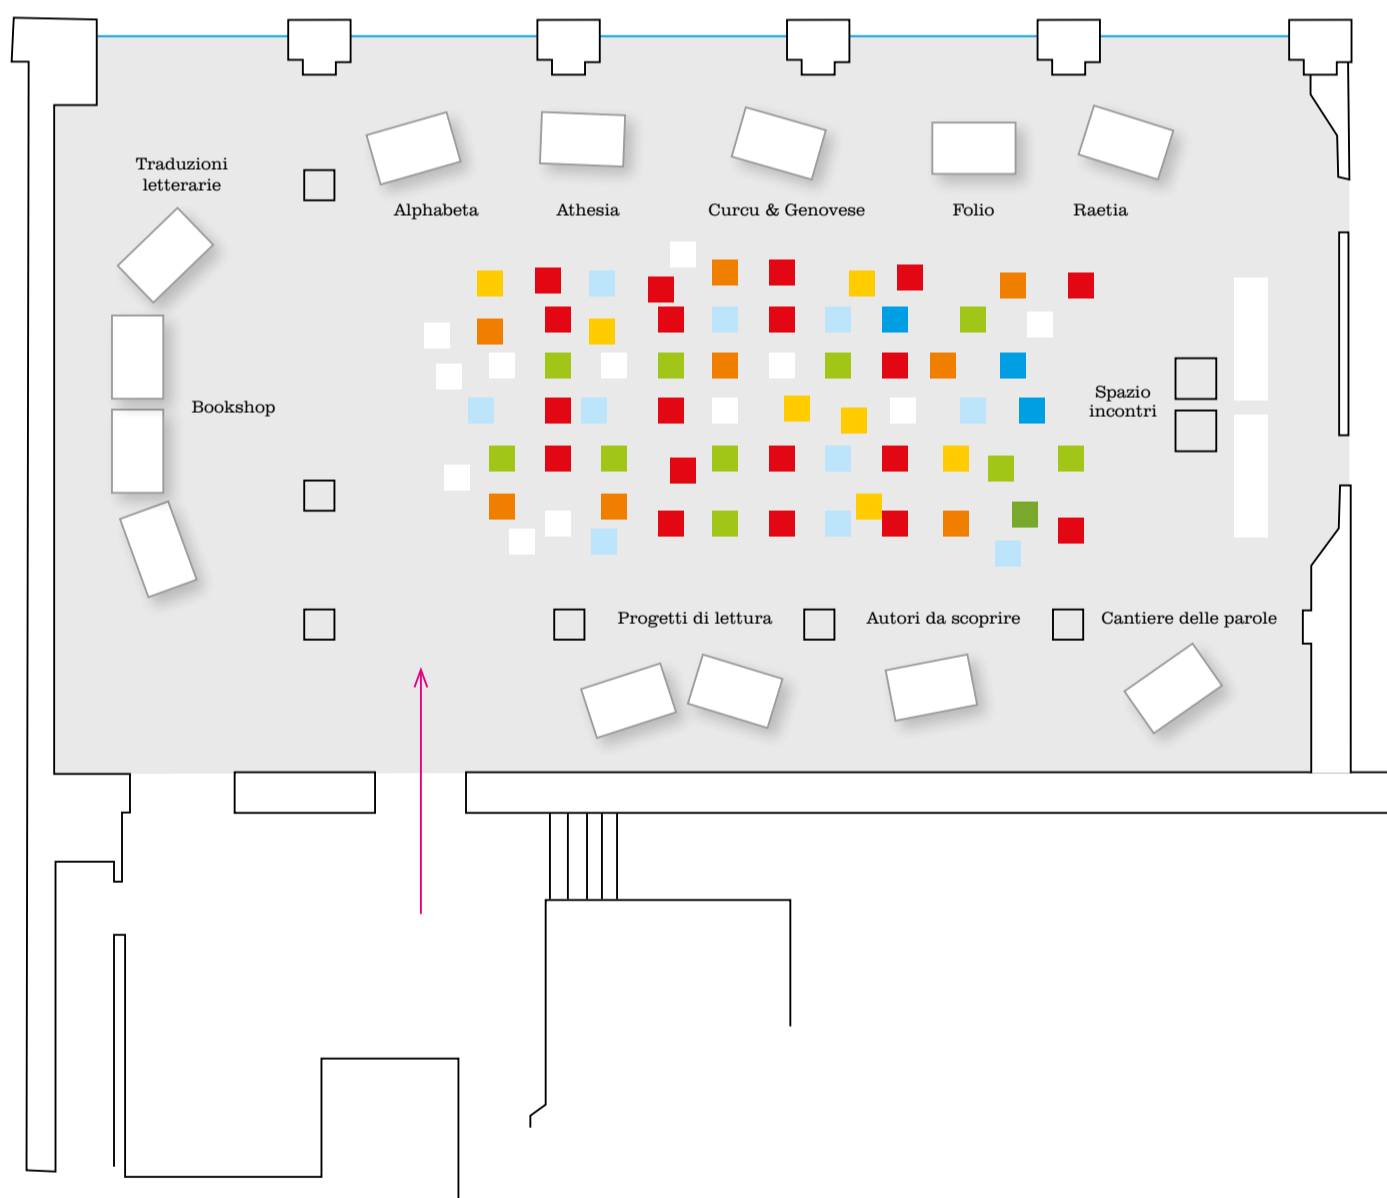 Traduzioni
letterarie
Alphabeta
Athesia
Curcu & Genovese
Folio
Raetia
Bookshop
Spazio
incontri
Progetti di lettura
Autori da scoprire
Cantiere delle parole